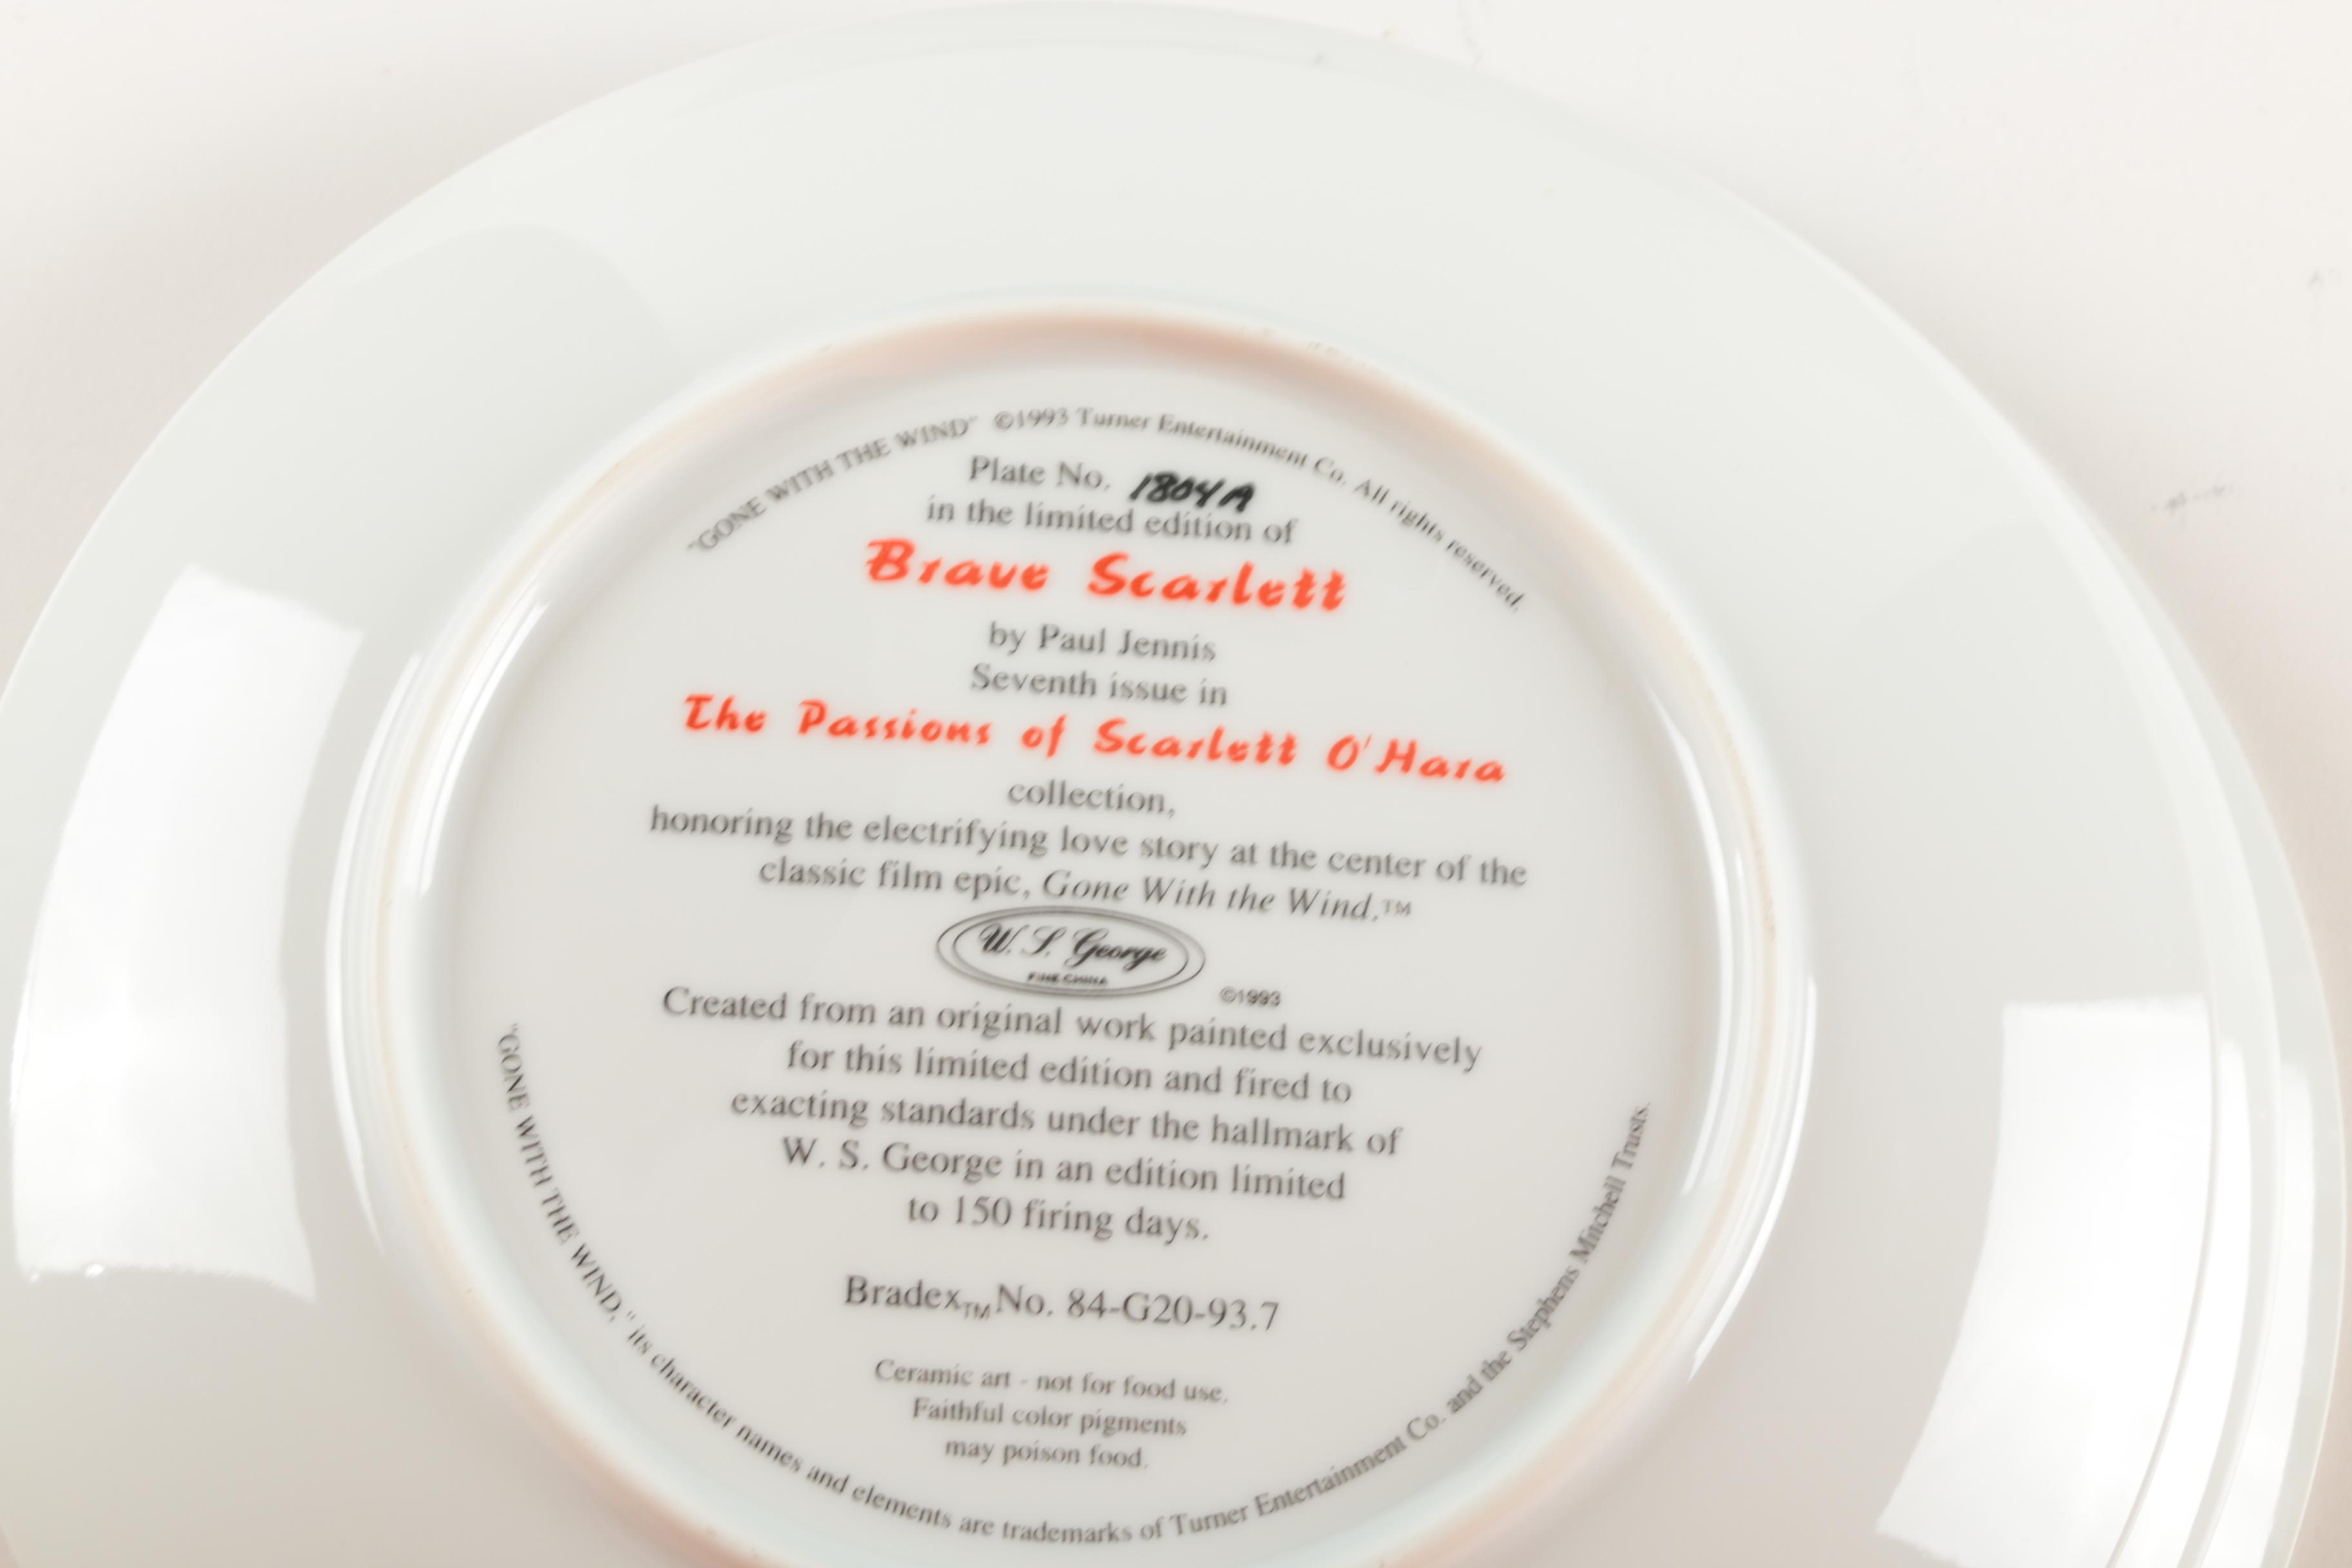 "GONE WITH THE WIND" ©1993 Turner Entertainment Co. All rights reserved.
Plate No. 1804A
in the limited edition of
Brave Scarlett
by Paul Jennis
Seventh issue in
The Passions of Scarlett O'Hara
collection,
honoring the electrifying love story at the center of the
classic film epic, Gone With the Wind.™
W. S. George
FINE CHINA
©1993
Created from an original work painted exclusively
for this limited edition and fired to
exacting standards under the hallmark of
W. S. George in an edition limited
to 150 firing days.
Bradex™ No. 84-G20-93.7
Ceramic art - not for food use.
Faithful color pigments
may poison food.
"GONE WITH THE WIND," its character names and elements are trademarks of Turner Entertainment Co. and the Stephens Mitchell Trusts.